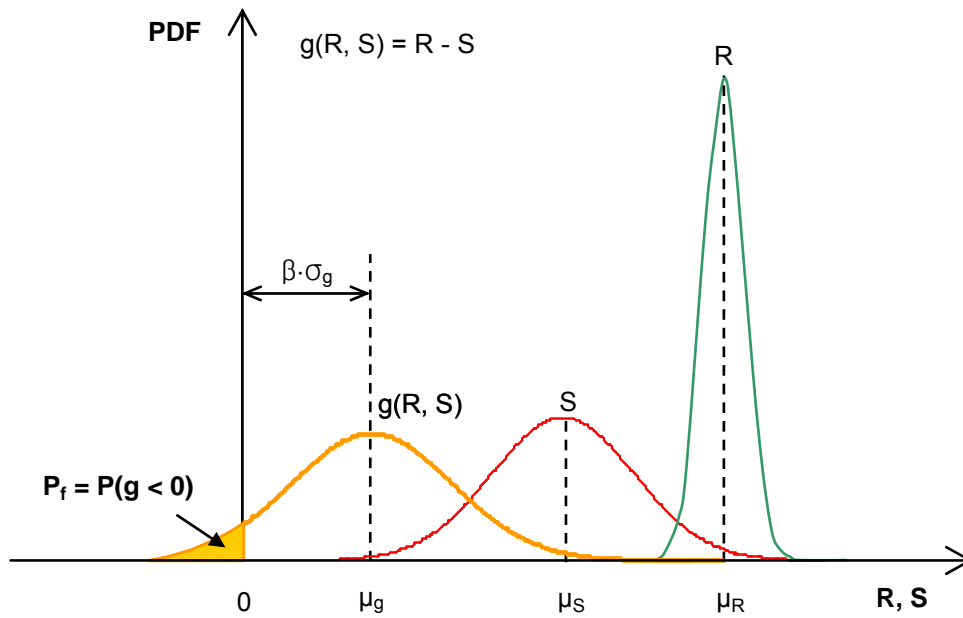 PDF
g(R, S) = R - S
R
β·σg
g(R, S)
S
Pf = P(g < 0)
0
μg
μS
μR
R, S